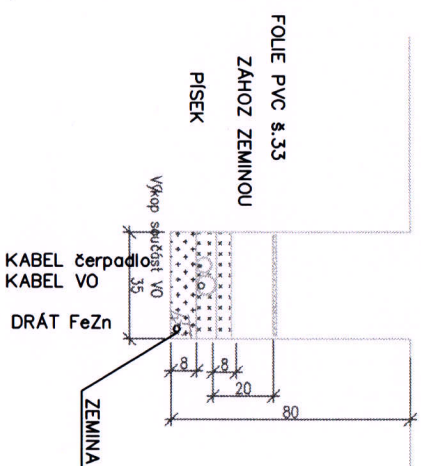 FOLIE PVC š.33
ZÁHOZ ZEMINOU
PÍSEK
Výkop součást VO
35
KABEL čerpadlo
KABEL VO
DRÁT FeZn
ZEMINA
8
8
20
80